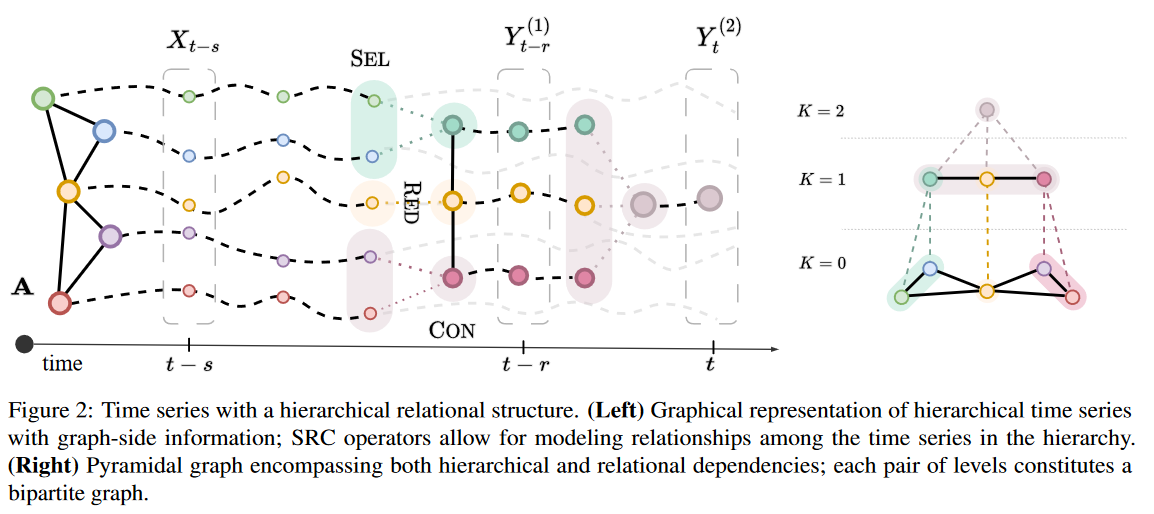 X_{t-s}
SEL
Y_{t-r}^{(1)}
Y_t^{(2)}
RED
CON
A
time
t − s
t − r
t
K = 2
K = 1
K = 0
Figure 2: Time series with a hierarchical relational structure. (Left) Graphical representation of hierarchical time series
with graph-side information; SRC operators allow for modeling relationships among the time series in the hierarchy.
(Right) Pyramidal graph encompassing both hierarchical and relational dependencies; each pair of levels constitutes a
bipartite graph.